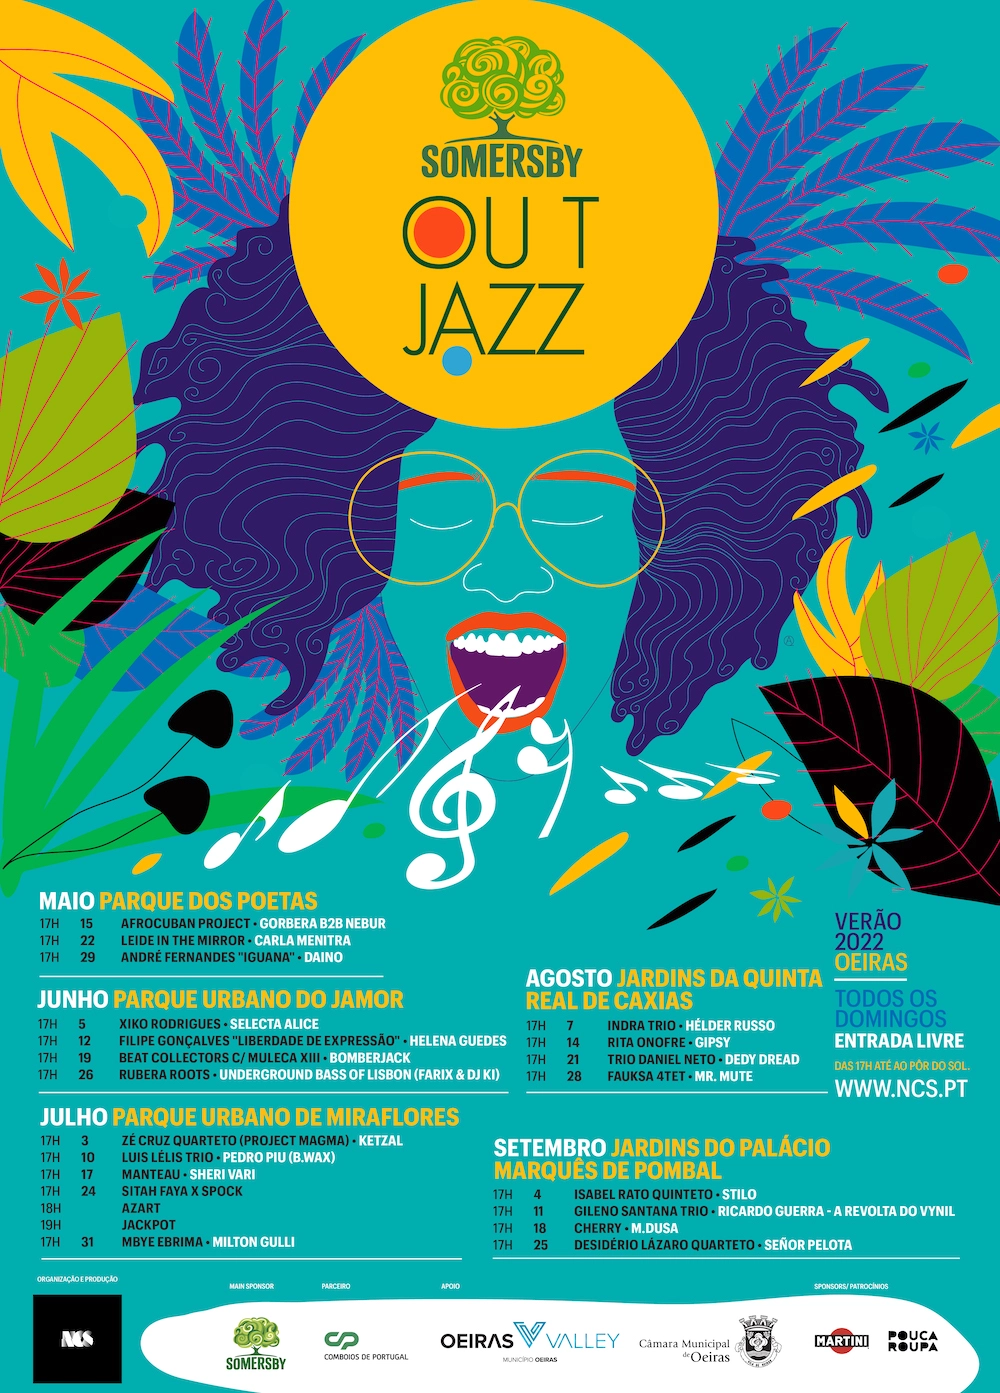 SOMERSBY
OUT
JAZZ
MAIO PARQUE DOS POETAS
17H 15 AFROCUBAN PROJECT • GORBERA B2B NEBUR
17H 22 LEIDE IN THE MIRROR • CARLA MENITRA
17H 29 ANDRÉ FERNANDES "IGUANA" • DAINO
JUNHO PARQUE URBANO DO JAMOR
17H 5 XIKO RODRIGUES • SELECTA ALICE
17H 12 FILIPE GONÇALVES "LIBERDADE DE EXPRESSÃO" • HELENA GUEDES
17H 19 BEAT COLLECTORS C/ MULECA XIII • BOMBERJACK
17H 26 RUBERA ROOTS • UNDERGROUND BASS OF LISBON (FARIX & DJ KI)
JULHO PARQUE URBANO DE MIRAFLORES
17H 3 ZÉ CRUZ QUARTETO (PROJECT MAGMA) • KETZAL
17H 10 LUIS LÉLIS TRIO • PEDRO PIU (B.WAX)
17H 17 MANTEAU • SHERI VARI
17H 24 SITAH FAYA X SPOCK
18H AZART
19H JACKPOT
17H 31 MBYE EBRIMA • MILTON GULLI
AGOSTO JARDINS DA QUINTA
REAL DE CAXIAS
17H 7 INDRA TRIO • HÉLDER RUSSO
17H 14 RITA ONOFRE • GIPSY
17H 21 TRIO DANIEL NETO • DEDY DREAD
17H 28 FAUKSA 4TET • MR. MUTE
SETEMBRO JARDINS DO PALÁCIO
MARQUÊS DE POMBAL
17H 4 ISABEL RATO QUINTETO • STILO
17H 11 GILENO SANTANA TRIO • RICARDO GUERRA - A REVOLTA DO VYNIL
17H 18 CHERRY • M.DUSA
17H 25 DESIDÉRIO LÁZARO QUARTETO • SEÑOR PELOTA
VERÃO
2022
OEIRAS
TODOS OS
DOMINGOS
ENTRADA LIVRE
DAS 17H ATÉ AO PÔR DO SOL.
WWW.NCS.PT
ORGANIZAÇÃO E PRODUÇÃO
NCS
MAIN SPONSOR
SOMERSBY
PARCEIRO
CP
COMBOIOS DE PORTUGAL
APOIO
OEIRAS VALLEY
MUNICÍPIO OEIRAS
Câmara Municipal
de Oeiras
SPONSORS/ PATROCÍNIOS
MARTINI
POUCA
ROUPA